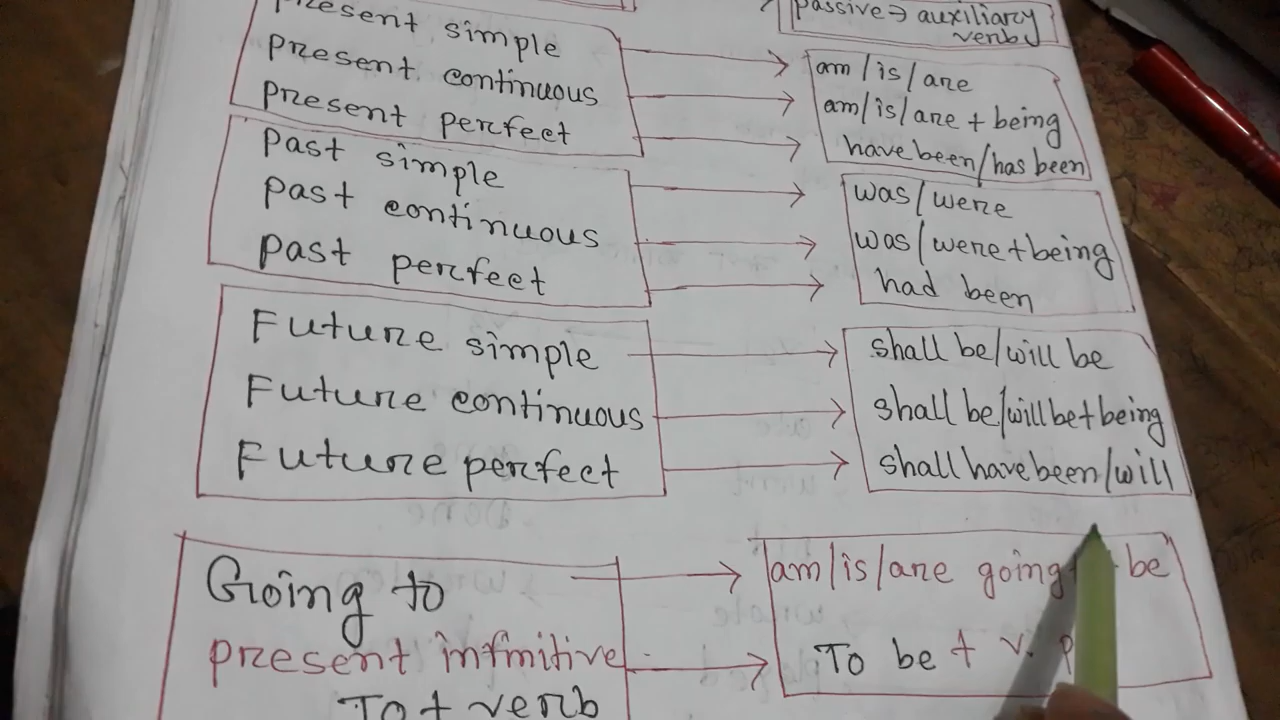 Present simple
present continuous
present perfect
past simple
past continuous
past perfect
Future simple
Future continuous
Future perfect
Going to
present infinitive
To + verb
passive → auxiliary
verb
am/is/are
am/is/are + being
have been/has been
was/were
was/were+being
had been
shall be/will be
shall be/will be+being
shall have been/will
am/is/are going be
To be + v.